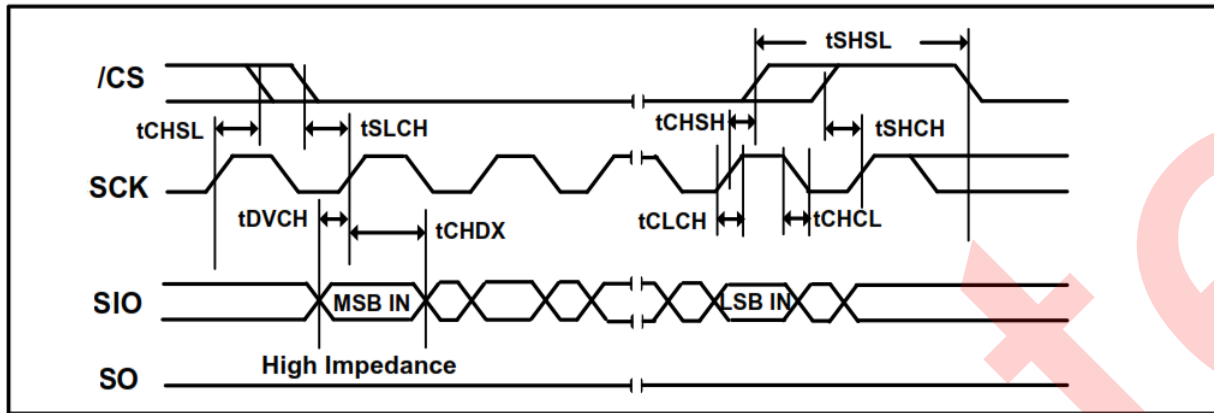 tSHSL
/CS
tCHSL
tSLCH
tCHSH
tSHCH
SCK
tDVCH
tCHDX
tCLCH
tCHCL
SIO
MSB IN
LSB IN
High Impedance
SO